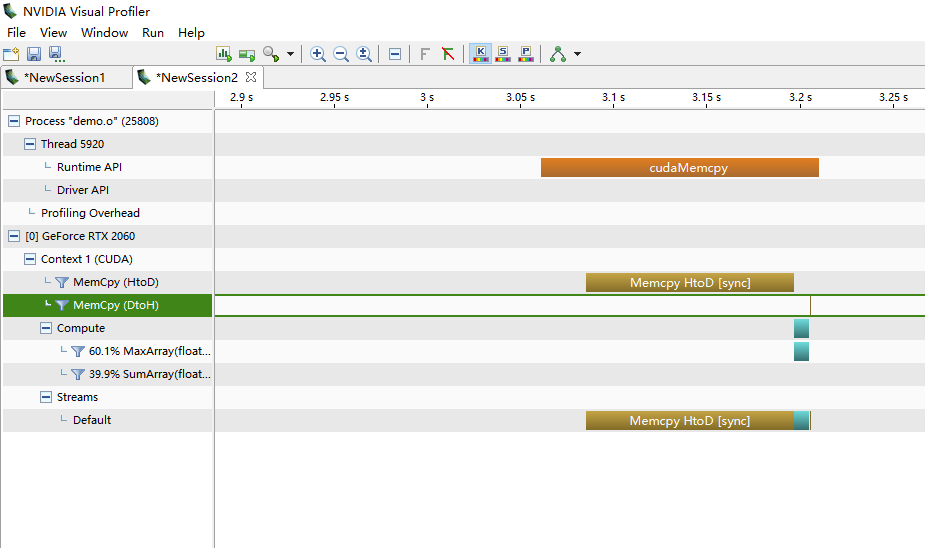 NVIDIA Visual Profiler
File View Window Run Help
*NewSession1 *NewSession2
2.9 s 2.95 s 3 s 3.05 s 3.1 s 3.15 s 3.2 s 3.25 s
Process "demo.o" (25808)
Thread 5920
Runtime API cudaMemcpy
Driver API
Profiling Overhead
[0] GeForce RTX 2060
Context 1 (CUDA)
MemCpy (HtoD) Memcpy HtoD [sync]
MemCpy (DtoH)
Compute
60.1% MaxArray(float...
39.9% SumArray(float...
Streams
Default Memcpy HtoD [sync]